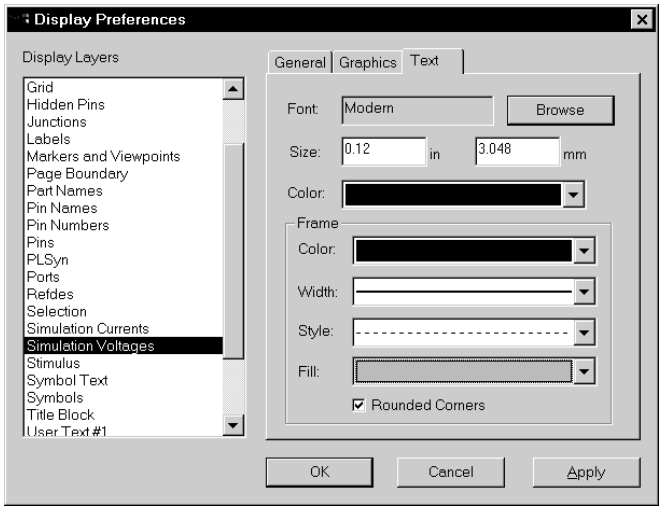 Display Preferences
Display Layers
Grid
Hidden Pins
Junctions
Labels
Markers and Viewpoints
Page Boundary
Part Names
Pin Names
Pin Numbers
Pins
PLSyn
Ports
Refdes
Selection
Simulation Currents
Simulation Voltages
Stimulus
Symbol Text
Symbols
Title Block
User Text #1
General Graphics Text
Font: Modern Browse
Size: 0.12 in 3.048 mm
Color:
Frame
Color:
Width:
Style:
Fill:
Rounded Corners
OK Cancel Apply